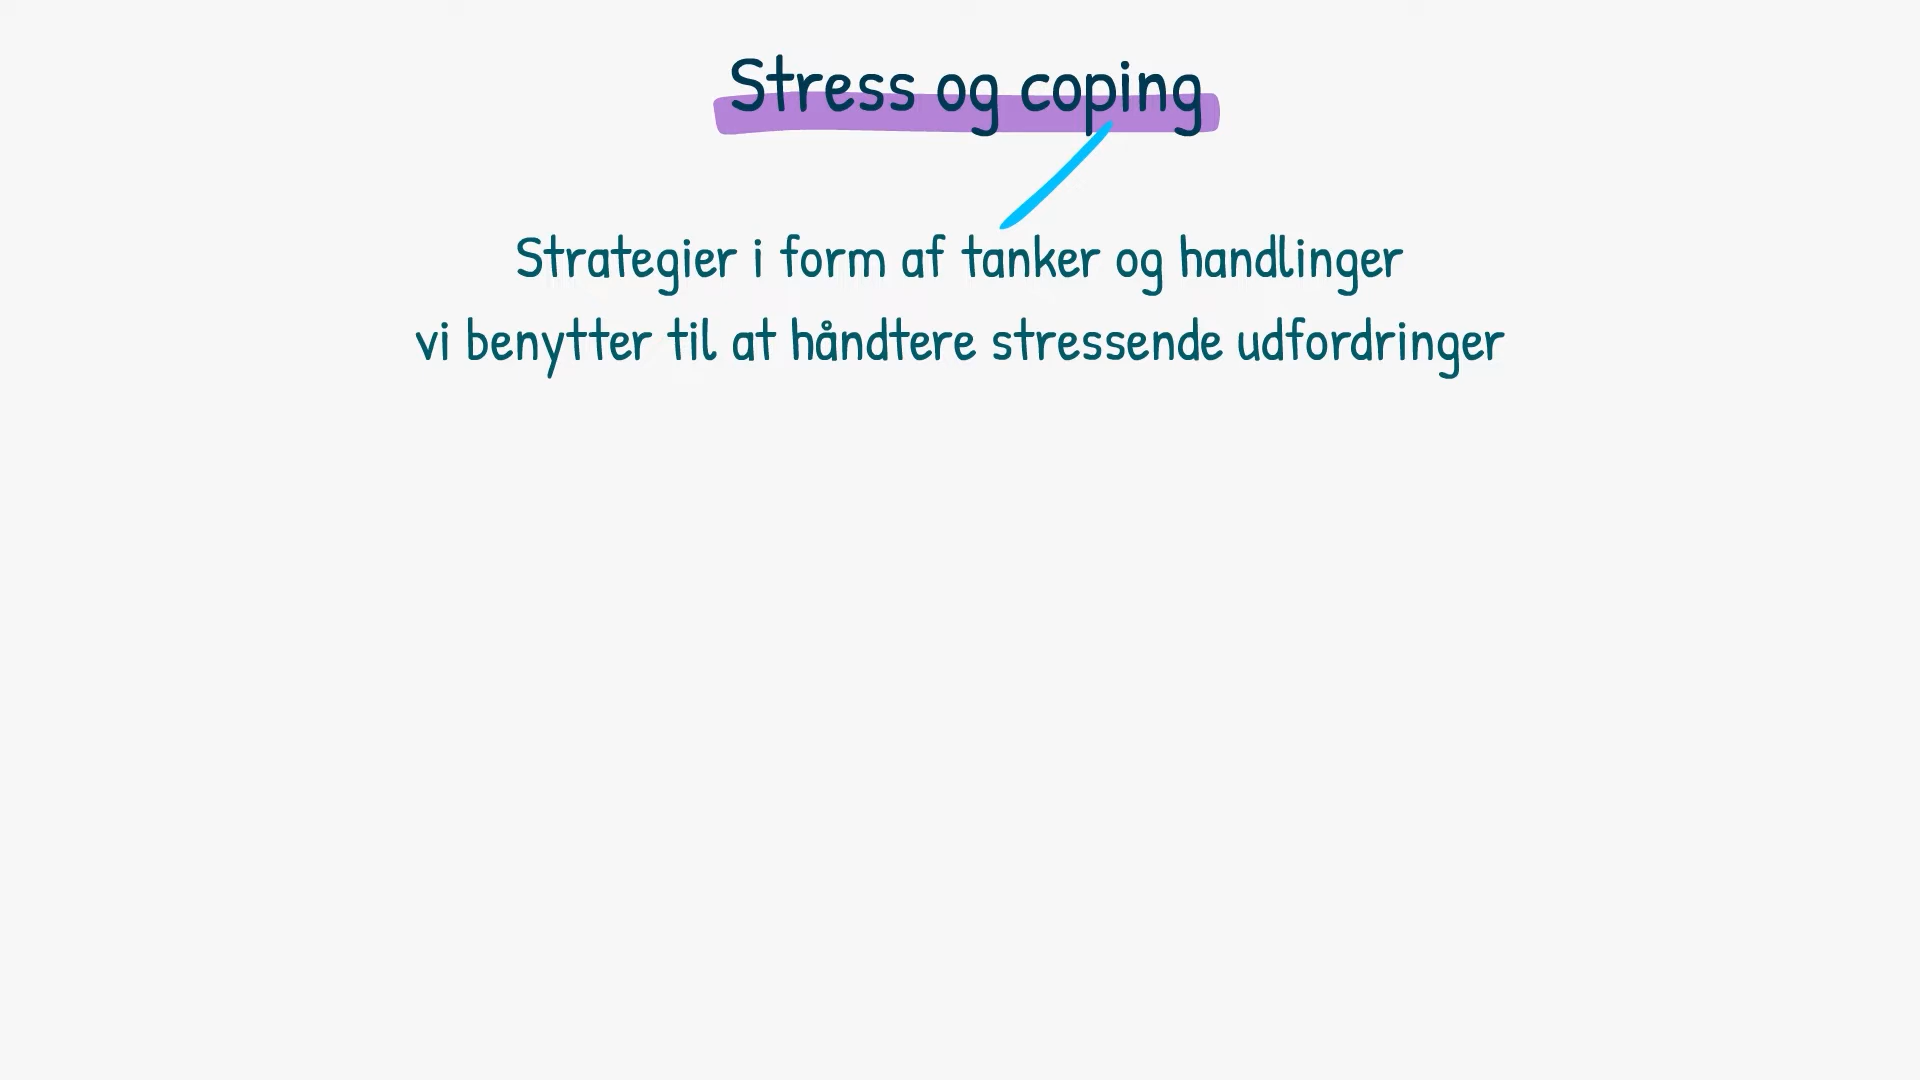 Stress og coping
Strategier i form af tanker og handlinger
vi benytter til at håndtere stressende udfordringer